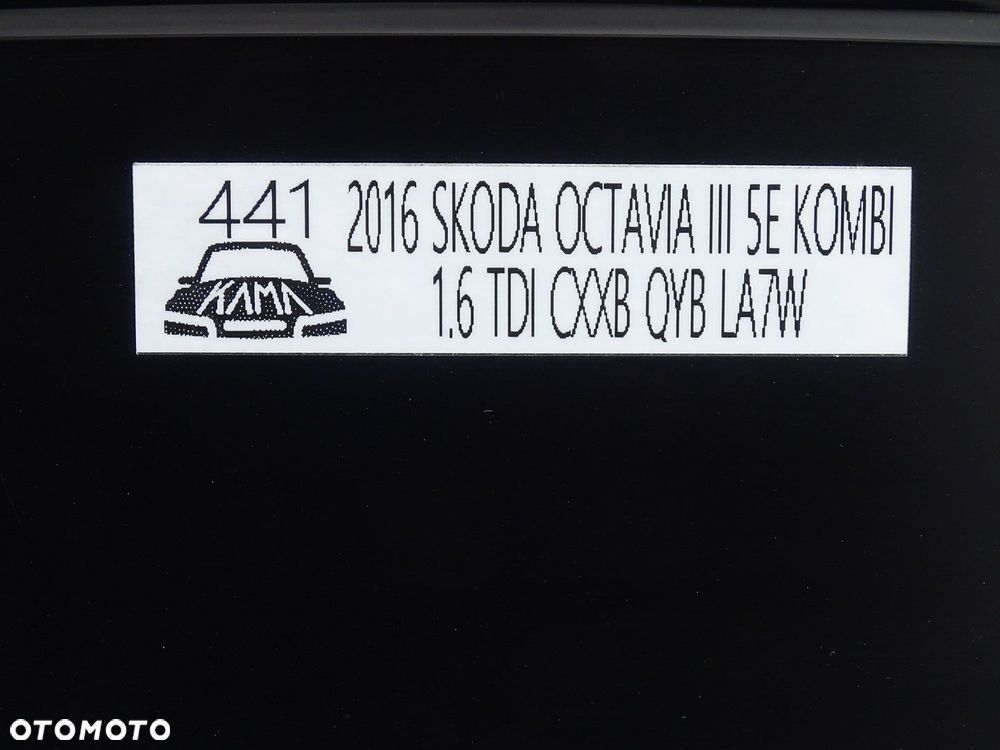 441
KAMA
2016 SKODA OCTAVIA III 5E KOMBI
1.6 TDI CXXB QYB LA7W
OTOMOTO